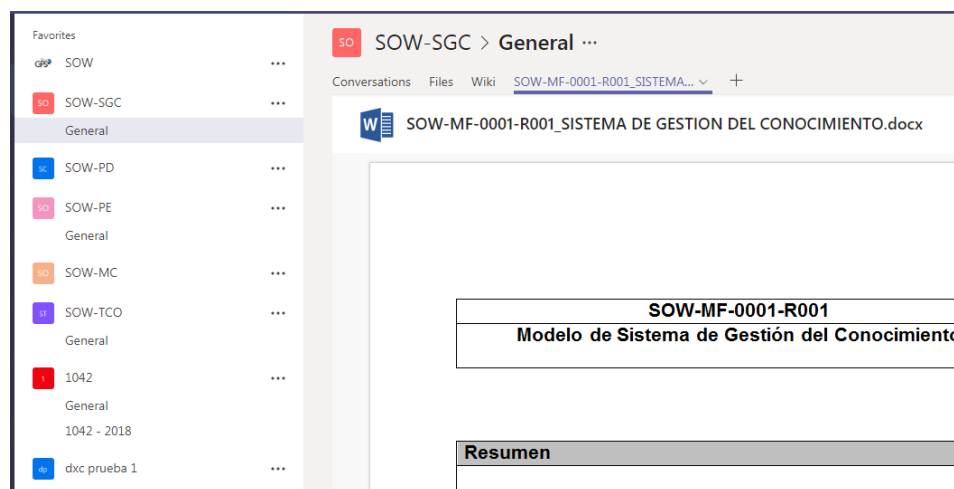 Favorites
SOW
SO SOW-SGC
General
SC SOW-PD
SO SOW-PE
General
SO SOW-MC
ST SOW-TCO
General
1 1042
General
1042 - 2018
dp dxc prueba 1
SO SOW-SGC > General ...
Conversations Files Wiki SOW-MF-0001-R001_SISTEMA... +
W SOW-MF-0001-R001_SISTEMA DE GESTION DEL CONOCIMIENTO.docx
SOW-MF-0001-R001
Modelo de Sistema de Gestión del Conocimiento
Resumen